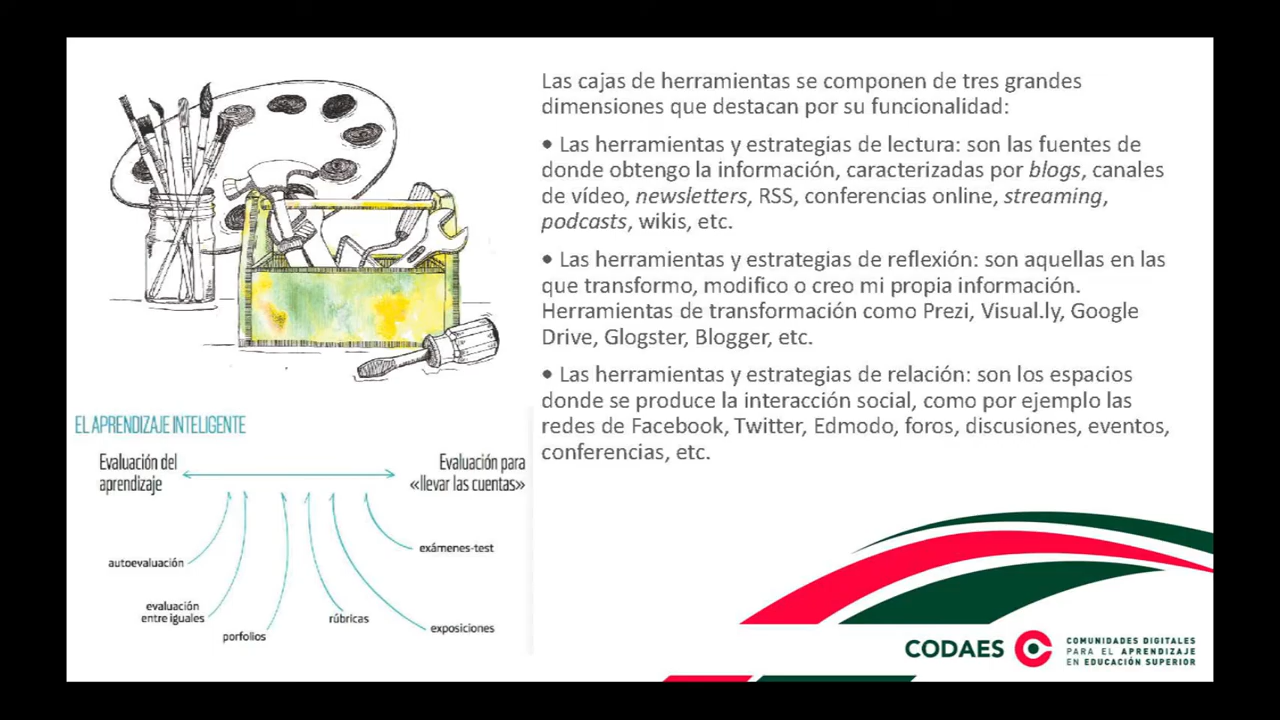 Las cajas de herramientas se componen de tres grandes
dimensiones que destacan por su funcionalidad:
• Las herramientas y estrategias de lectura: son las fuentes de
donde obtengo la información, caracterizadas por blogs, canales
de vídeo, newsletters, RSS, conferencias online, streaming,
podcasts, wikis, etc.
• Las herramientas y estrategias de reflexión: son aquellas en las
que transformo, modifico o creo mi propia información.
Herramientas de transformación como Prezi, Visual.ly, Google
Drive, Glogster, Blogger, etc.
• Las herramientas y estrategias de relación: son los espacios
donde se produce la interacción social, como por ejemplo las
redes de Facebook, Twitter, Edmodo, foros, discusiones, eventos,
conferencias, etc.
EL APRENDIZAJE INTELIGENTE
Evaluación del
aprendizaje
Evaluación para
«llevar las cuentas»
autoevaluación
evaluación
entre iguales
porfolios
rúbricas
exposiciones
exámenes-test
CODAES
COMUNIDADES DIGITALES
PARA EL APRENDIZAJE
EN EDUCACIÓN SUPERIOR